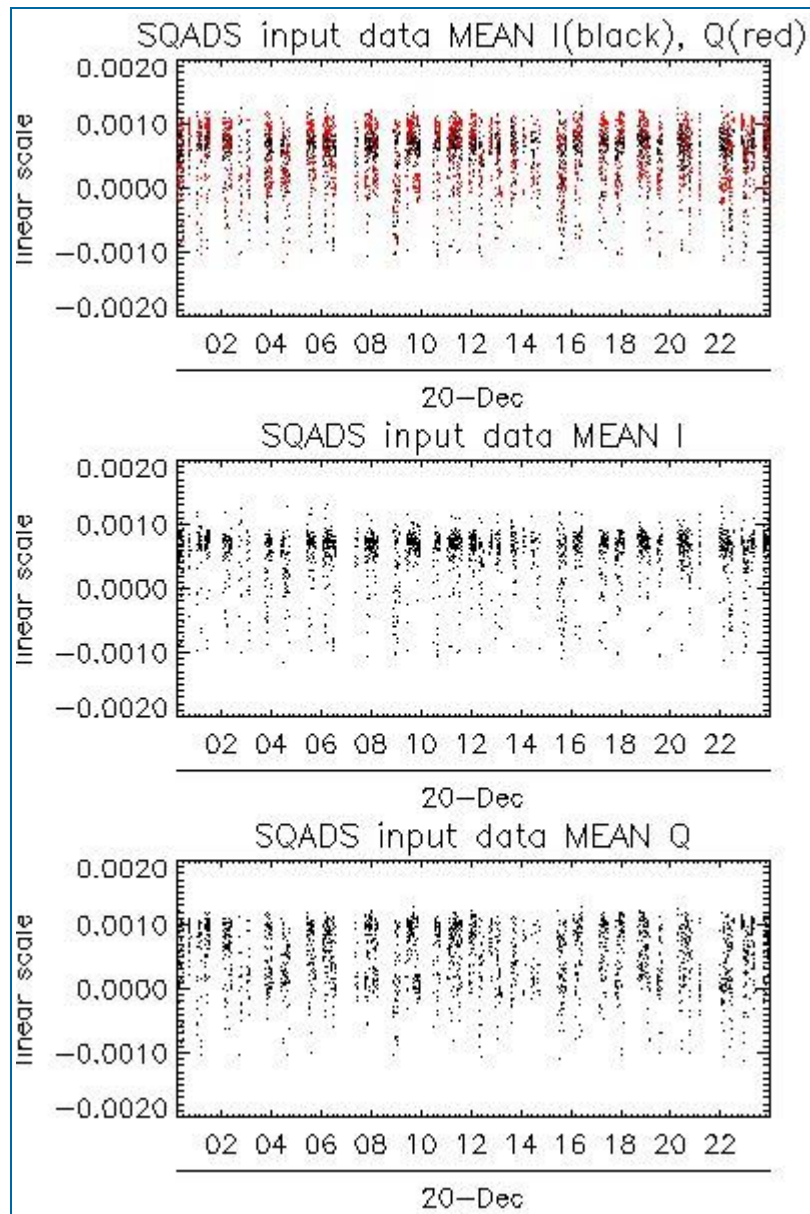 SQADS input data MEAN I(black), Q(red)
linear scale
0.0020
0.0010
0.0000
−0.0010
−0.0020
02 04 06 08 10 12 14 16 18 20 22
20−Dec
SQADS input data MEAN I
linear scale
0.0020
0.0010
0.0000
−0.0010
−0.0020
02 04 06 08 10 12 14 16 18 20 22
20−Dec
SQADS input data MEAN Q
linear scale
0.0020
0.0010
0.0000
−0.0010
−0.0020
02 04 06 08 10 12 14 16 18 20 22
20−Dec